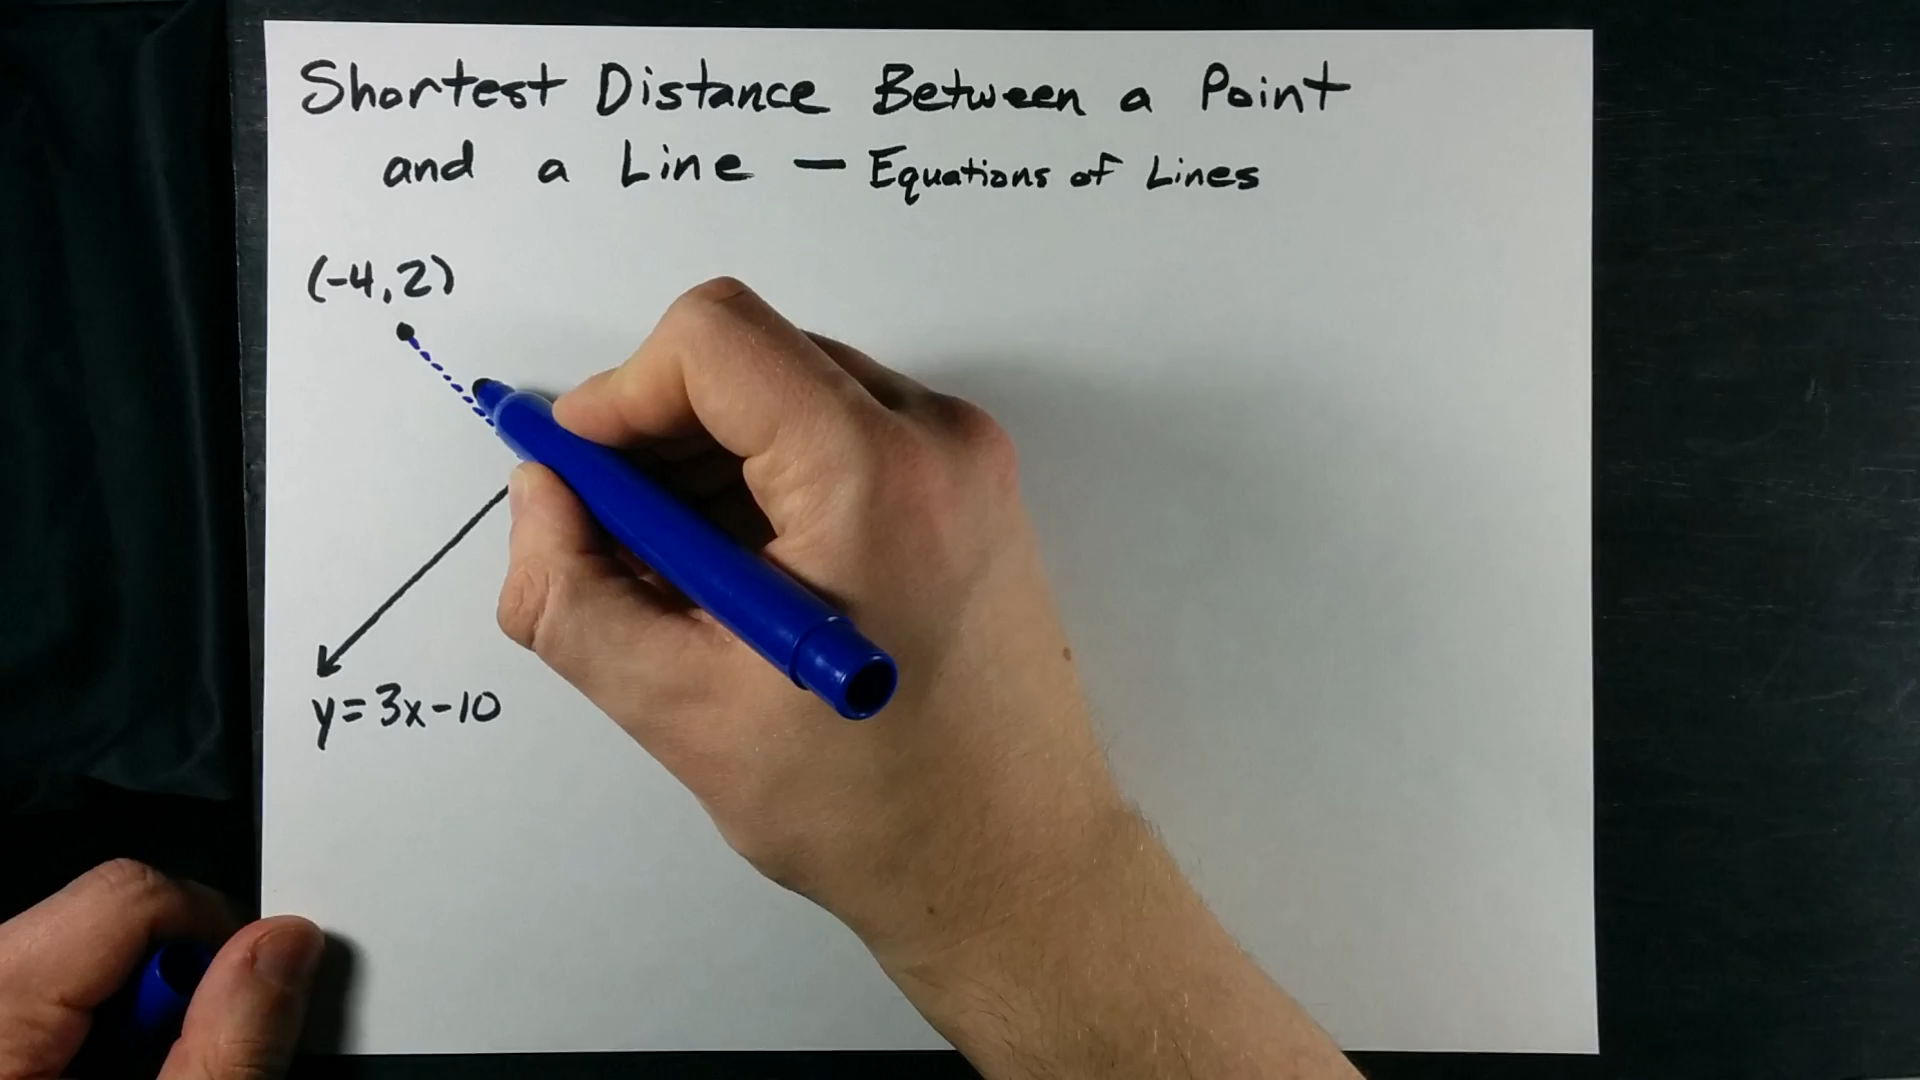 Shortest Distance Between a Point
and a Line — Equations of Lines
(-4,2)
y=3x-10